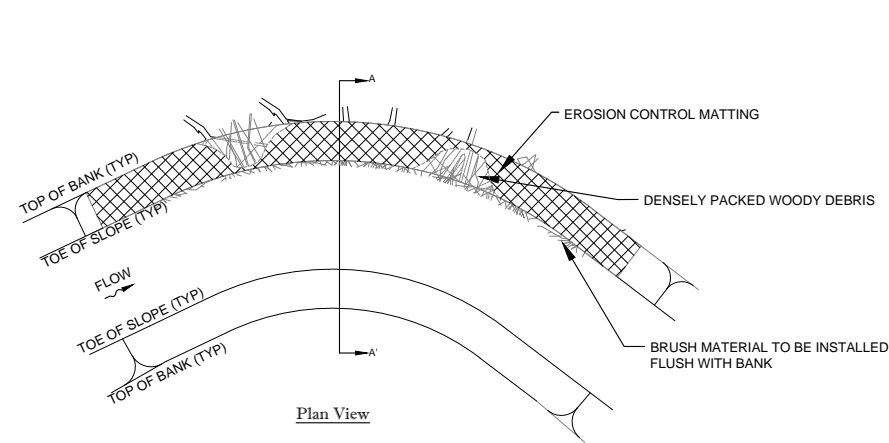 A
EROSION CONTROL MATTING
TOP OF BANK (TYP)
DENSELY PACKED WOODY DEBRIS
TOE OF SLOPE (TYP)
FLOW
TOE OF SLOPE (TYP)
BRUSH MATERIAL TO BE INSTALLED
FLUSH WITH BANK
A'
TOP OF BANK (TYP)
Plan View